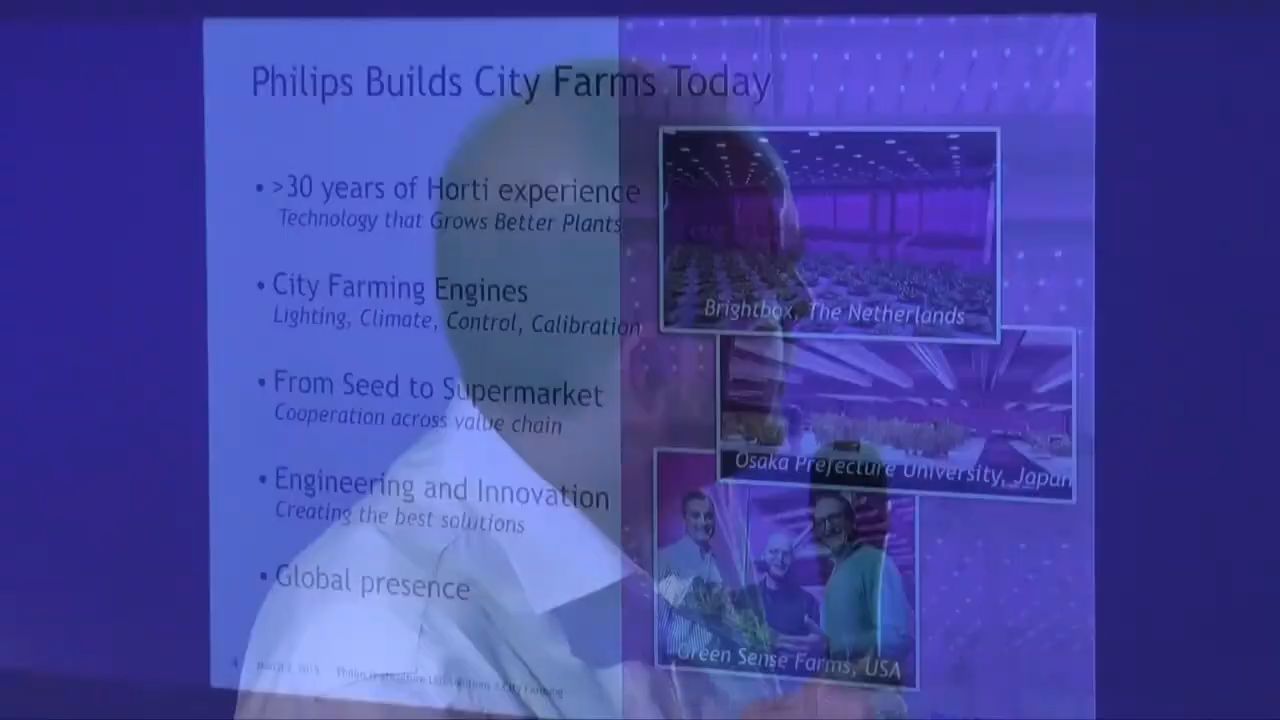 Philips Builds City Farms Today
• >30 years of Horti experience
Technology that Grows Better Plants
• City Farming Engines
Lighting, Climate, Control, Calibration
• From Seed to Supermarket
Cooperation across value chain
• Engineering and Innovation
Creating the best solutions
• Global presence
Brightbox, The Netherlands
Osaka Prefecture University, Japan
Green Sense Farms, USA